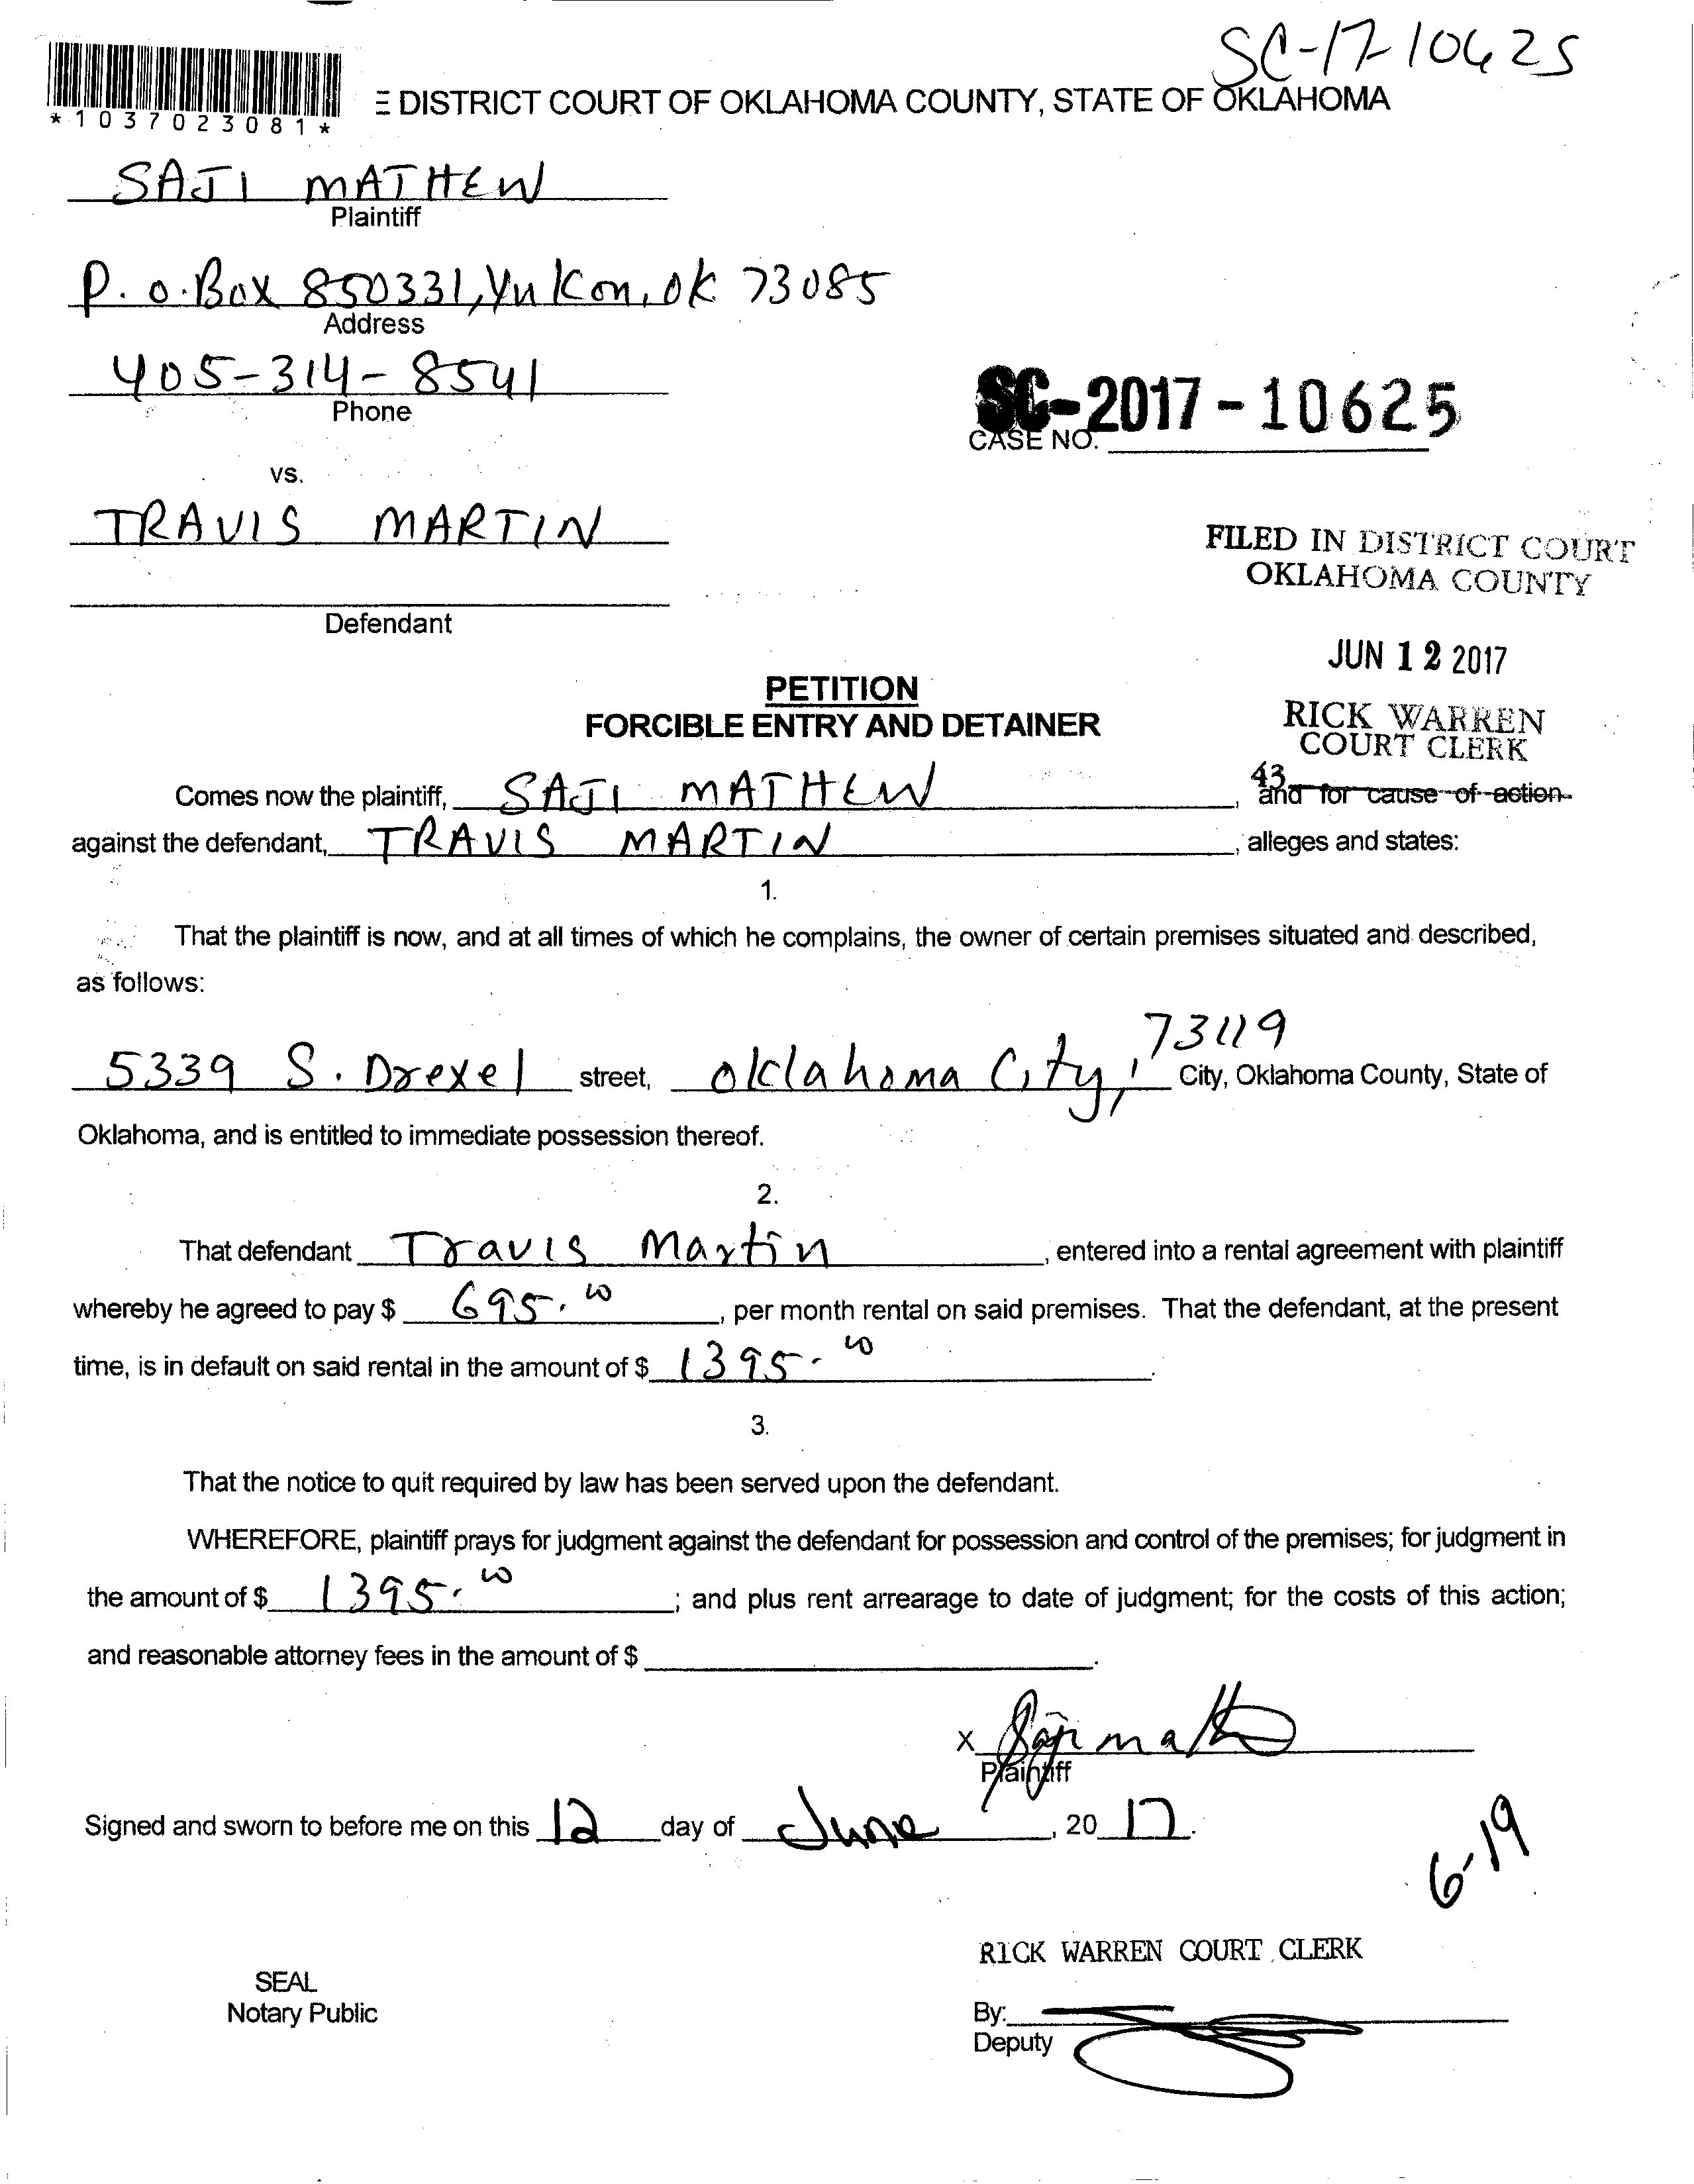 SC-17-10625
*1037023081*
E DISTRICT COURT OF OKLAHOMA COUNTY, STATE OF OKLAHOMA
SAJI MATHEW
Plaintiff
P.O.Box 850331, Yukon, OK 73085
Address
405-314-8541
Phone
SC-2017-10625
CASE NO.
vs.
TRAVIS MARTIN
Defendant
FILED IN DISTRICT COURT
OKLAHOMA COUNTY
JUN 12 2017
RICK WARREN
COURT CLERK
43
PETITION
FORCIBLE ENTRY AND DETAINER
Comes now the plaintiff, SAJI MATHEW, and for cause of action
against the defendant, TRAVIS MARTIN, alleges and states:
1.
That the plaintiff is now, and at all times of which he complains, the owner of certain premises situated and described,
as follows:
5339 S. Drexel street, Oklahoma City, 73119 City, Oklahoma County, State of
Oklahoma, and is entitled to immediate possession thereof.
2.
That defendant Travis Martin, entered into a rental agreement with plaintiff
whereby he agreed to pay $ 695.00, per month rental on said premises. That the defendant, at the present
time, is in default on said rental in the amount of $ 1395.00.
3.
That the notice to quit required by law has been served upon the defendant.
WHEREFORE, plaintiff prays for judgment against the defendant for possession and control of the premises; for judgment in
the amount of $ 1395.00; and plus rent arrearage to date of judgment; for the costs of this action;
and reasonable attorney fees in the amount of $ .
X Saji math
Plaintiff
Signed and sworn to before me on this 12 day of June, 2017.
6-19
RICK WARREN COURT CLERK
SEAL
Notary Public
By:
Deputy